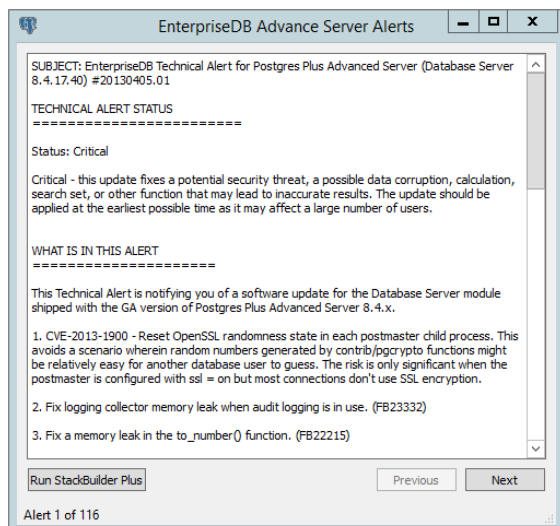 EnterpriseDB Advance Server Alerts
SUBJECT: EnterpriseDB Technical Alert for Postgres Plus Advanced Server (Database Server
8.4.17.40) #20130405.01
TECHNICAL ALERT STATUS
=========================
Status: Critical
Critical - this update fixes a potential security threat, a possible data corruption, calculation,
search set, or other function that may lead to inaccurate results. The update should be
applied at the earliest possible time as it may affect a large number of users.
WHAT IS IN THIS ALERT
======================
This Technical Alert is notifying you of a software update for the Database Server module
shipped with the GA version of Postgres Plus Advanced Server 8.4.x.
1. CVE-2013-1900 - Reset OpenSSL randomness state in each postmaster child process. This
avoids a scenario wherein random numbers generated by contrib/pgcrypto functions might
be relatively easy for another database user to guess. The risk is only significant when the
postmaster is configured with ssl = on but most connections don't use SSL encryption.
2. Fix logging collector memory leak when audit logging is in use. (FB23332)
3. Fix a memory leak in the to_number() function. (FB22215)
Run StackBuilder Plus Previous Next
Alert 1 of 116